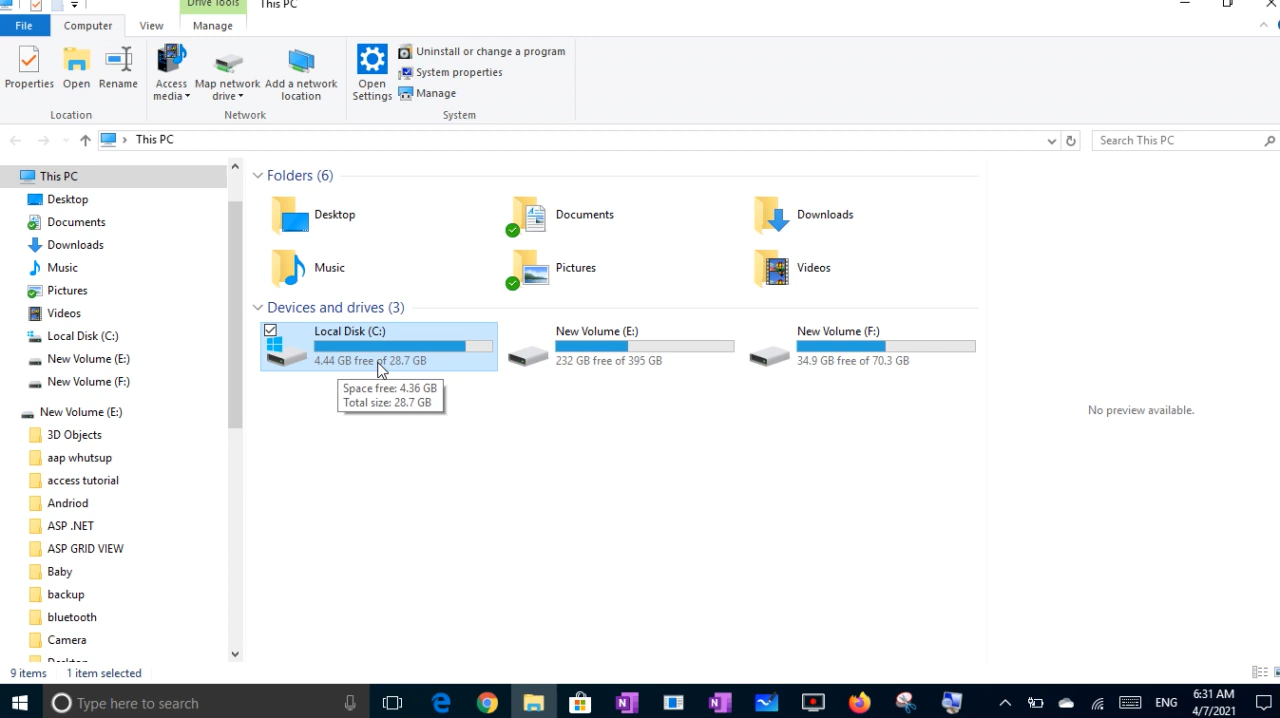 Drive Tools
This PC
File
Computer
View
Manage
Properties
Open
Rename
Access media
Map network drive
Add a network location
Open Settings
Uninstall or change a program
System properties
Manage
Location
Network
System
This PC
Search This PC
This PC
Desktop
Documents
Downloads
Music
Pictures
Videos
Local Disk (C:)
New Volume (E:)
New Volume (F:)
New Volume (E:)
3D Objects
aap whutsup
access tutorial
Andriod
ASP .NET
ASP GRID VIEW
Baby
backup
bluetooth
Camera
Folders (6)
Desktop
Documents
Downloads
Music
Pictures
Videos
Devices and drives (3)
Local Disk (C:)
4.44 GB free of 28.7 GB
New Volume (E:)
232 GB free of 395 GB
New Volume (F:)
34.9 GB free of 70.3 GB
Space free: 4.36 GB
Total size: 28.7 GB
No preview available.
9 items
1 item selected
Type here to search
ENG
6:31 AM
4/7/2021